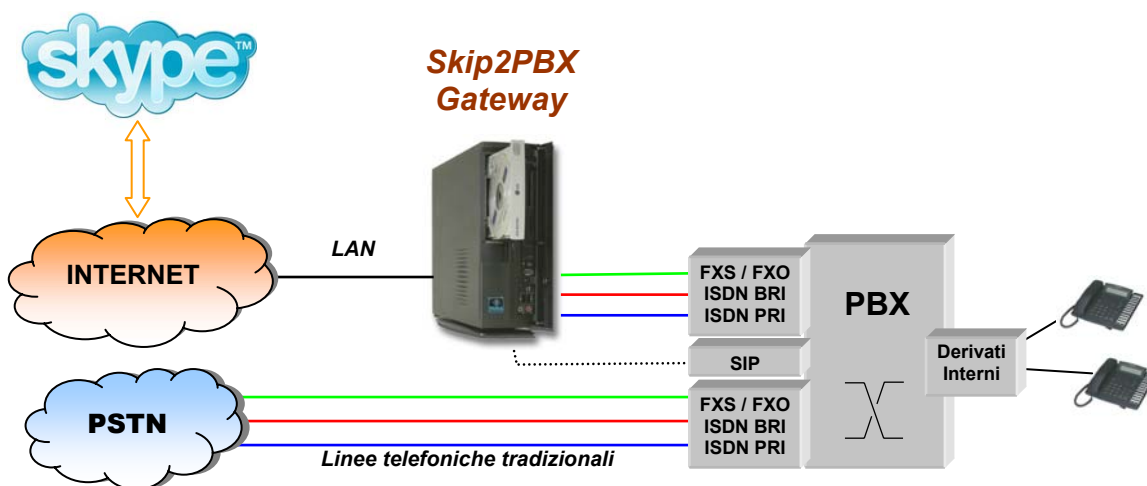 skype™
Skip2PBX
Gateway
LAN
INTERNET
FXS / FXO
ISDN BRI
ISDN PRI
PBX
SIP
Derivati
Interni
PSTN
FXS / FXO
ISDN BRI
ISDN PRI
Linee telefoniche tradizionali